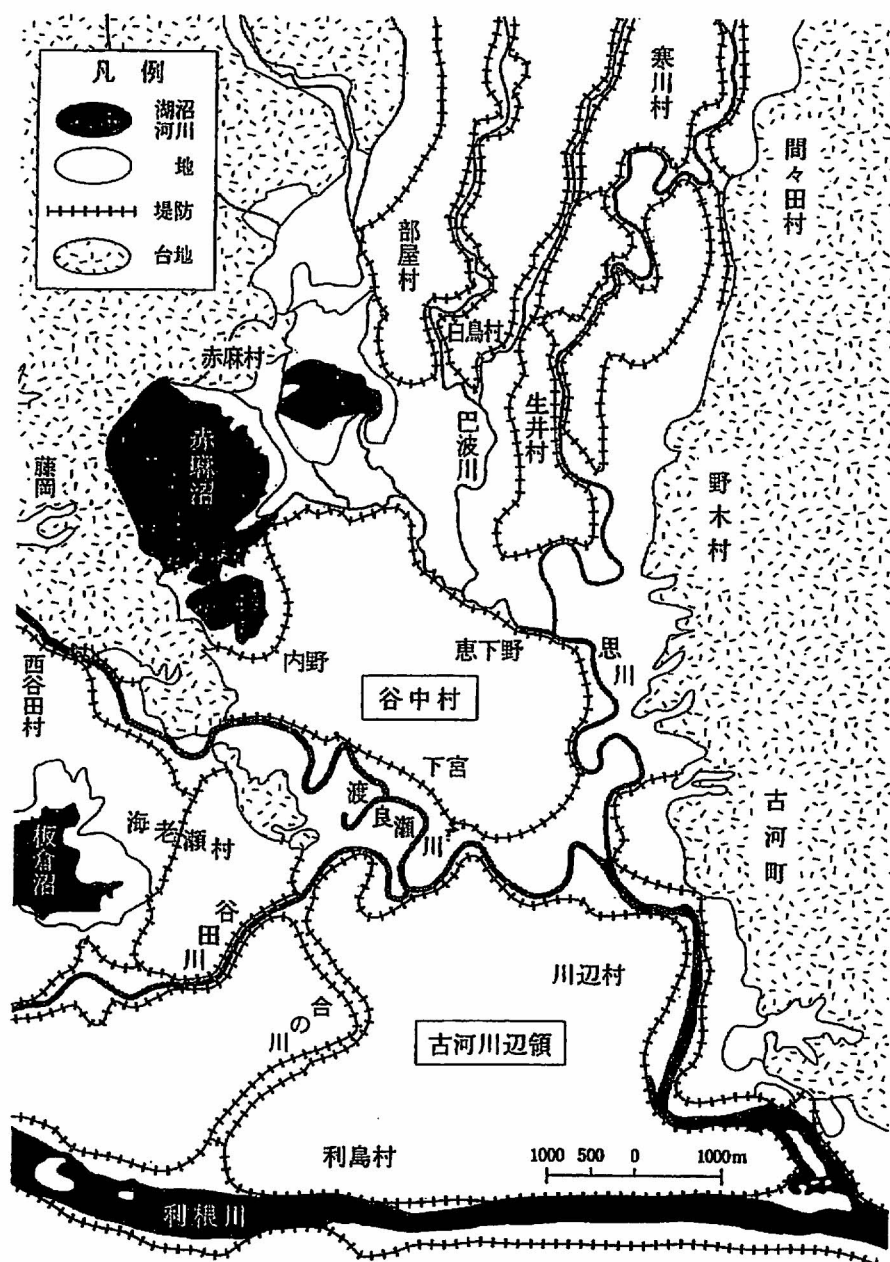 凡例
湖沼
河川
地
堤防
台地
寒川村
間々田村
部屋村
白鳥村
赤麻村
赤麻沼
巴波川
生井村
藤岡
野木村
西谷田村
内野
恵下野
思川
谷中村
下宮
渡良瀬川
古河町
海老瀬村
板倉沼
谷田川
川辺村
合の川
古河川辺領
利島村
1000 500 0 1000m
利根川